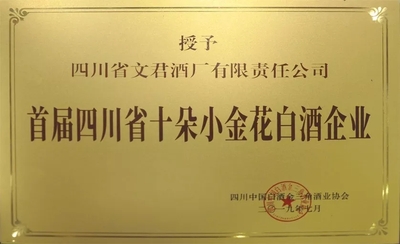 授予
四川省文君酒厂有限责任公司
首届四川省十朵小金花白酒企业
四川中国白酒金三角酒业协会
二〇一九年七月